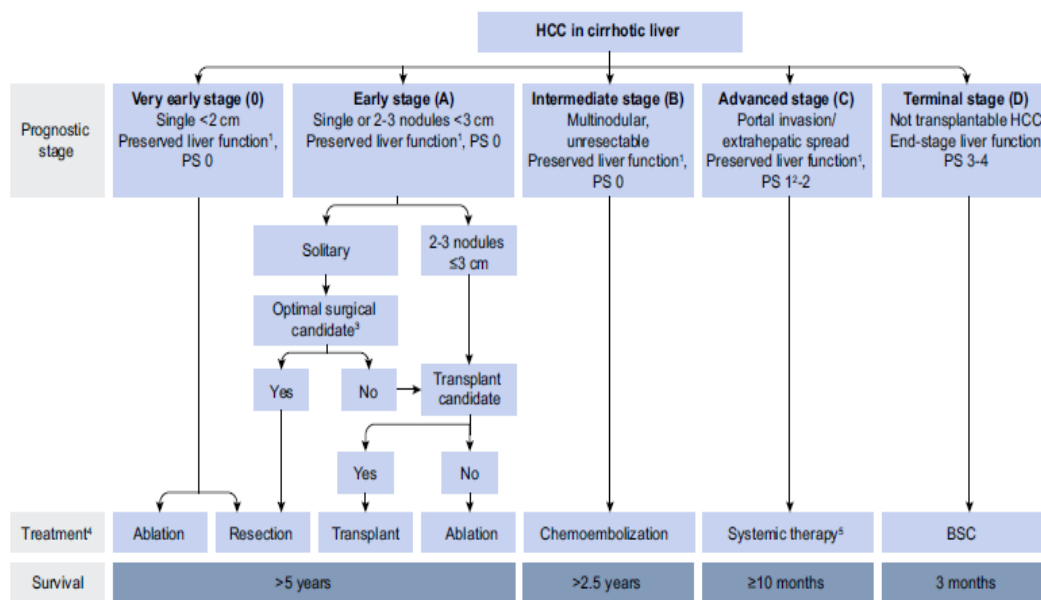 HCC in cirrhotic liver
Prognostic
stage
Very early stage (0)
Single <2 cm
Preserved liver function¹,
PS 0
Early stage (A)
Single or 2-3 nodules <3 cm
Preserved liver function¹, PS 0
Intermediate stage (B)
Multinodular,
unresectable
Preserved liver function¹,
PS 0
Advanced stage (C)
Portal invasion/
extrahepatic spread
Preserved liver function¹,
PS 1²-2
Terminal stage (D)
Not transplantable HCC
End-stage liver function
PS 3-4
Solitary
2-3 nodules
≤3 cm
Optimal surgical
candidate³
Yes
No
Transplant
candidate
Yes
No
Treatment⁴
Ablation
Resection
Transplant
Ablation
Chemoembolization
Systemic therapy⁵
BSC
Survival
>5 years
>2.5 years
≥10 months
3 months